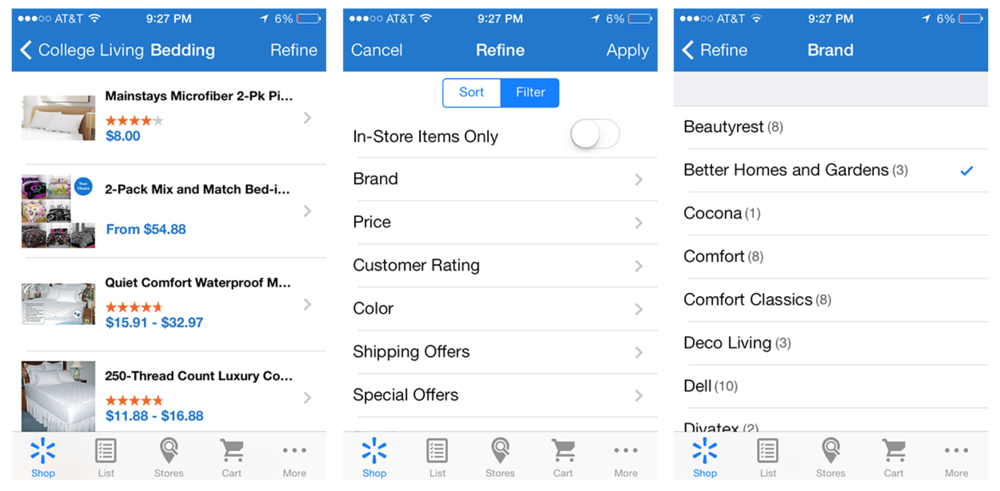 AT&T 9:27 PM 6%
College Living Bedding Refine
Mainstays Microfiber 2-Pk Pi...
$8.00
Your
Choice
2-Pack Mix and Match Bed-i...
From $54.88
Quiet Comfort Waterproof M...
$15.91 - $32.97
250-Thread Count Luxury Co...
$11.88 - $16.88
Shop List Stores Cart More
AT&T 9:27 PM 6%
Cancel Refine Apply
Sort Filter
In-Store Items Only
Brand
Price
Customer Rating
Color
Shipping Offers
Special Offers
Shop List Stores Cart More
AT&T 9:27 PM 6%
Refine Brand
Beautyrest (8)
Better Homes and Gardens (3)
Cocona (1)
Comfort (8)
Comfort Classics (8)
Deco Living (3)
Dell (10)
Divatex (2)
Shop List Stores Cart More